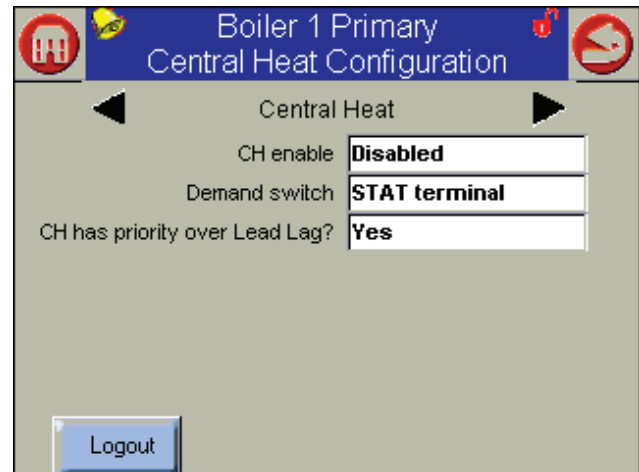 Boiler 1 Primary
Central Heat Configuration
Central Heat
CH enable Disabled
Demand switch STAT terminal
CH has priority over Lead Lag? Yes
Logout